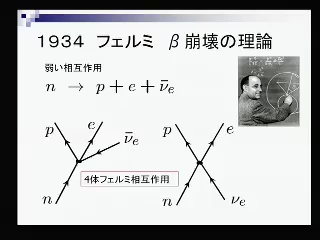 1934 フェルミ β崩壊の理論
弱い相互作用
n → p + e + ν̄e
p e ν̄e n
4体フェルミ相互作用
p e n νe